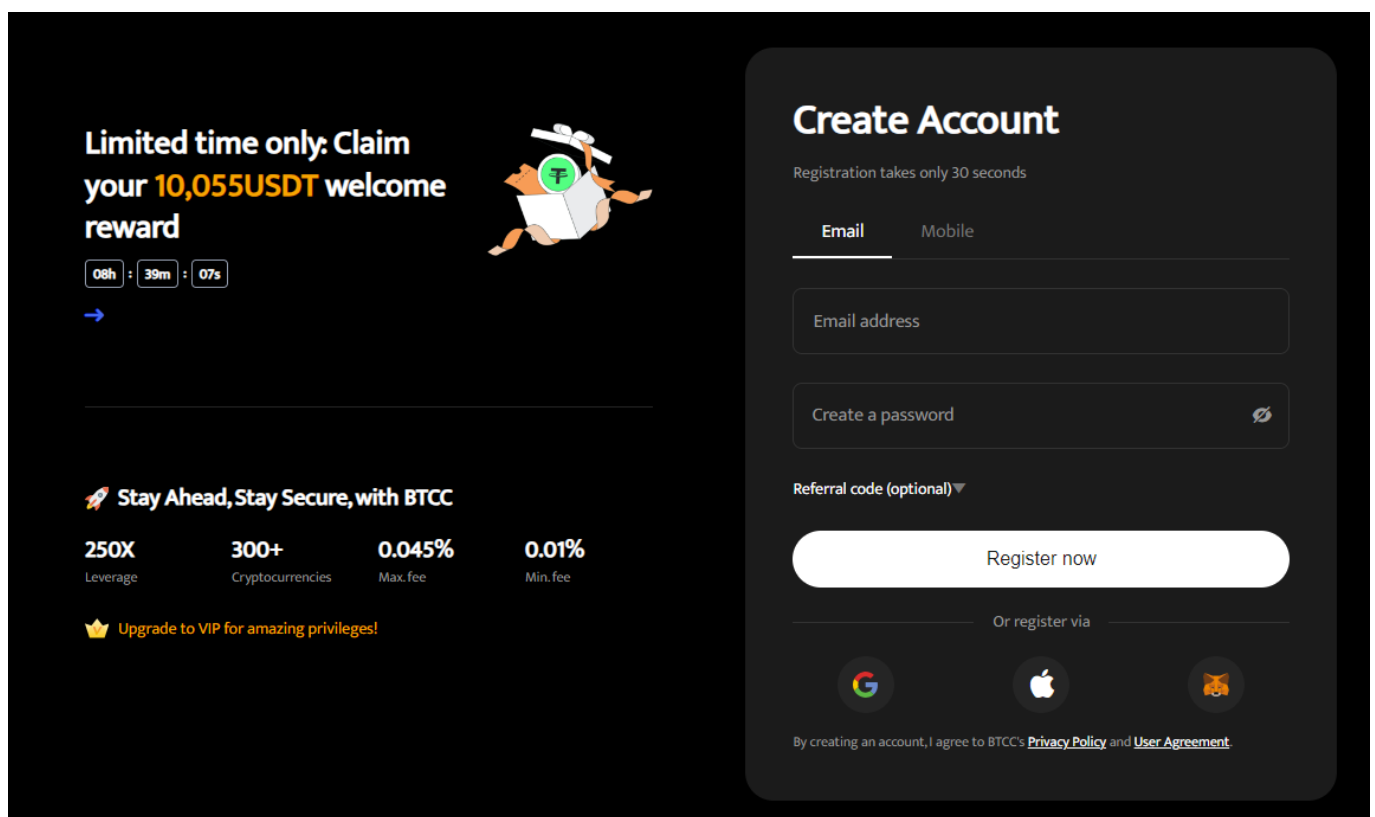 Limited time only: Claim
your 10,055USDT welcome
reward
08h : 39m : 07s
Stay Ahead, Stay Secure, with BTCC
250X 300+ 0.045% 0.01%
Leverage Cryptocurrencies Max. fee Min. fee
Upgrade to VIP for amazing privileges!
Create Account
Registration takes only 30 seconds
Email Mobile
Email address
Create a password
Referral code (optional)
Register now
Or register via
By creating an account, I agree to BTCC's Privacy Policy and User Agreement.